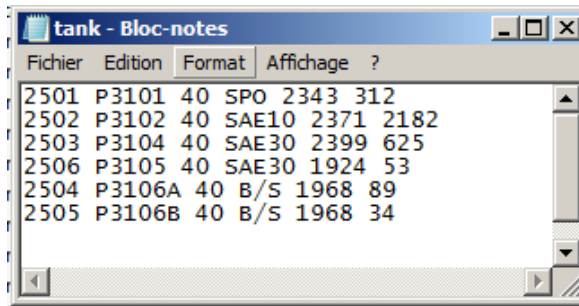 tank - Bloc-notes
Fichier Edition Format Affichage ?
2501 P3101 40 SPO 2343 312
2502 P3102 40 SAE10 2371 2182
2503 P3104 40 SAE30 2399 625
2506 P3105 40 SAE30 1924 53
2504 P3106A 40 B/S 1968 89
2505 P3106B 40 B/S 1968 34